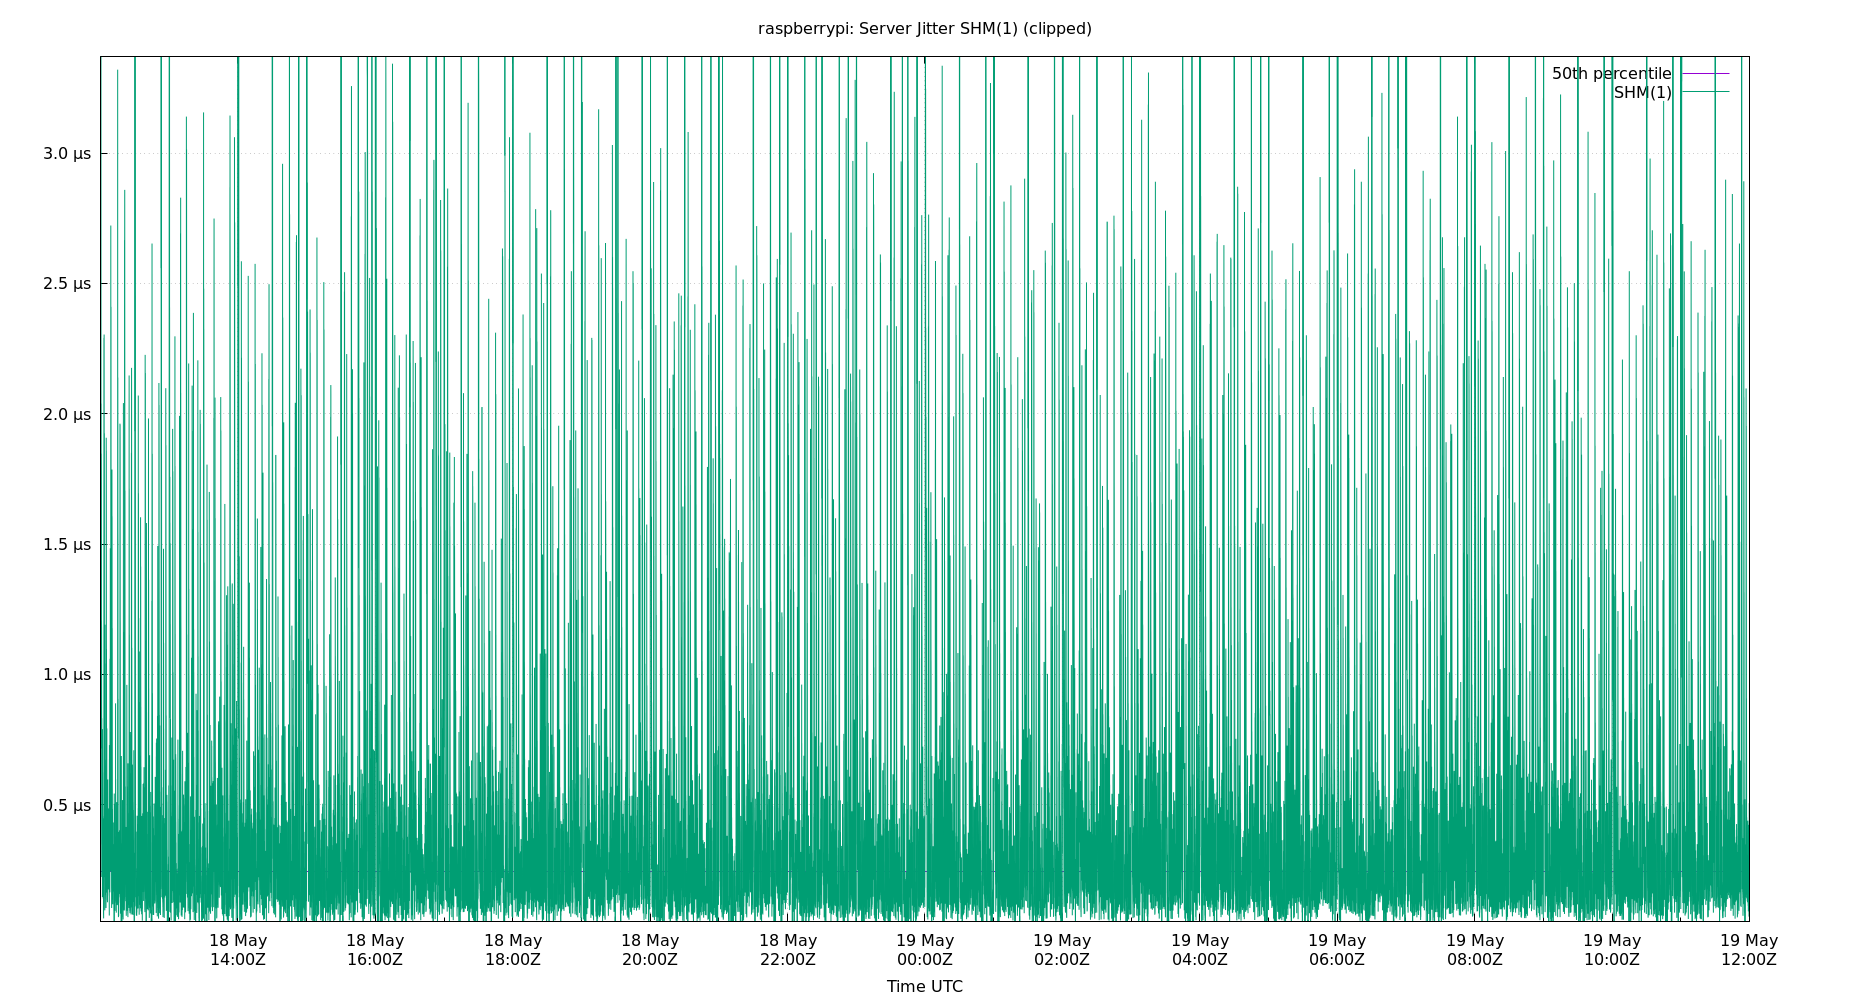 raspberrypi: Server Jitter SHM(1) (clipped)
50th percentile
SHM(1)
3.0 µs
2.5 µs
2.0 µs
1.5 µs
1.0 µs
0.5 µs
18 May 18 May 18 May 18 May 18 May 19 May 19 May 19 May 19 May 19 May 19 May 19 May
14:00Z 16:00Z 18:00Z 20:00Z 22:00Z 00:00Z 02:00Z 04:00Z 06:00Z 08:00Z 10:00Z 12:00Z
Time UTC